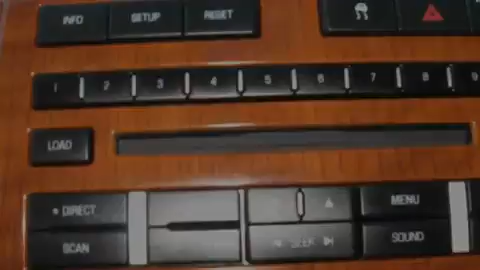 INFO SETUP RESET
1 2 3 4 5 6 7 8 9
LOAD
DIRECT MENU
SCAN SEEK SOUND